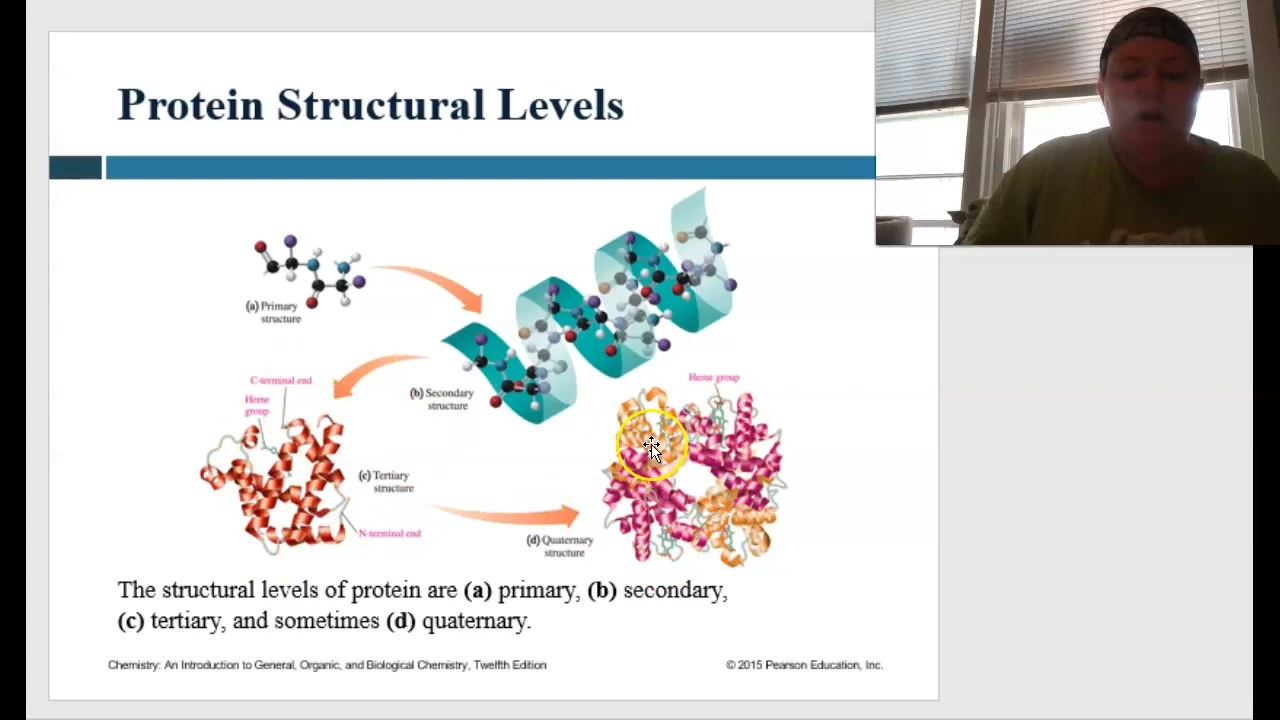 Protein Structural Levels
(a) Primary
structure
C-terminal end
Heme
group
(b) Secondary
structure
Heme group
(c) Tertiary
structure
N-terminal end
(d) Quaternary
structure
The structural levels of protein are (a) primary, (b) secondary,
(c) tertiary, and sometimes (d) quaternary.
Chemistry: An Introduction to General, Organic, and Biological Chemistry, Twelfth Edition
© 2015 Pearson Education, Inc.